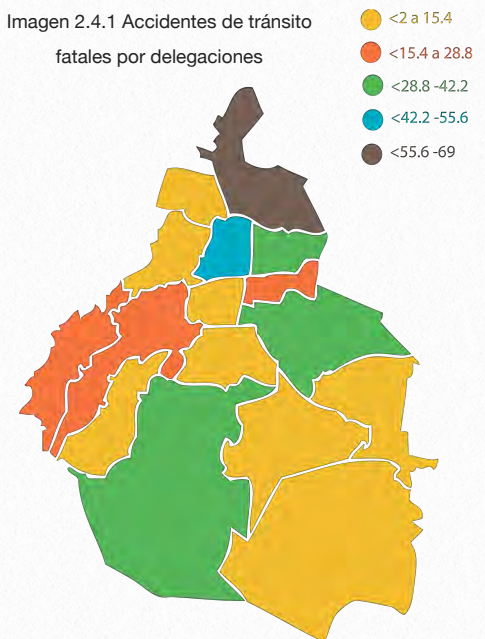 Imagen 2.4.1 Accidentes de tránsito
fatales por delegaciones
<2 a 15.4
<15.4 a 28.8
<28.8 -42.2
<42.2 -55.6
<55.6 -69